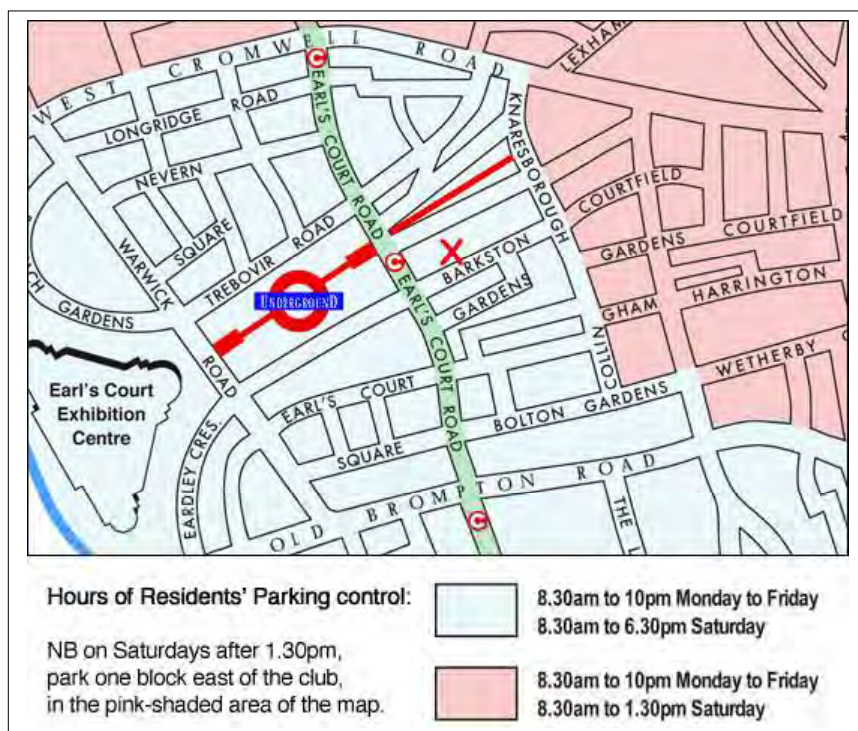 WEST CROMWELL ROAD
LEXHAM
C
EARL'S COURT ROAD
LONGRIDGE ROAD
KNARESBOROUGH
NEVERN
SQUARE
COURTFIELD
GARDENS
COURTFIELD
WARWICK
ROAD
TREBOVIR ROAD
X
BARKSTON
GARDENS
C
EARL'S COURT ROAD
HARRINGTON
UNDERGROUND
GARDENS
GHAM
COLLIN
WETHERBY
Earl's Court
Exhibition
Centre
EARL'S COURT
SQUARE
BOLTON GARDENS
EARDLEY CRES.
OLD BROMPTON ROAD
THE
C
Hours of Residents' Parking control:
8.30am to 10pm Monday to Friday
8.30am to 6.30pm Saturday
NB on Saturdays after 1.30pm,
park one block east of the club,
in the pink-shaded area of the map.
8.30am to 10pm Monday to Friday
8.30am to 1.30pm Saturday